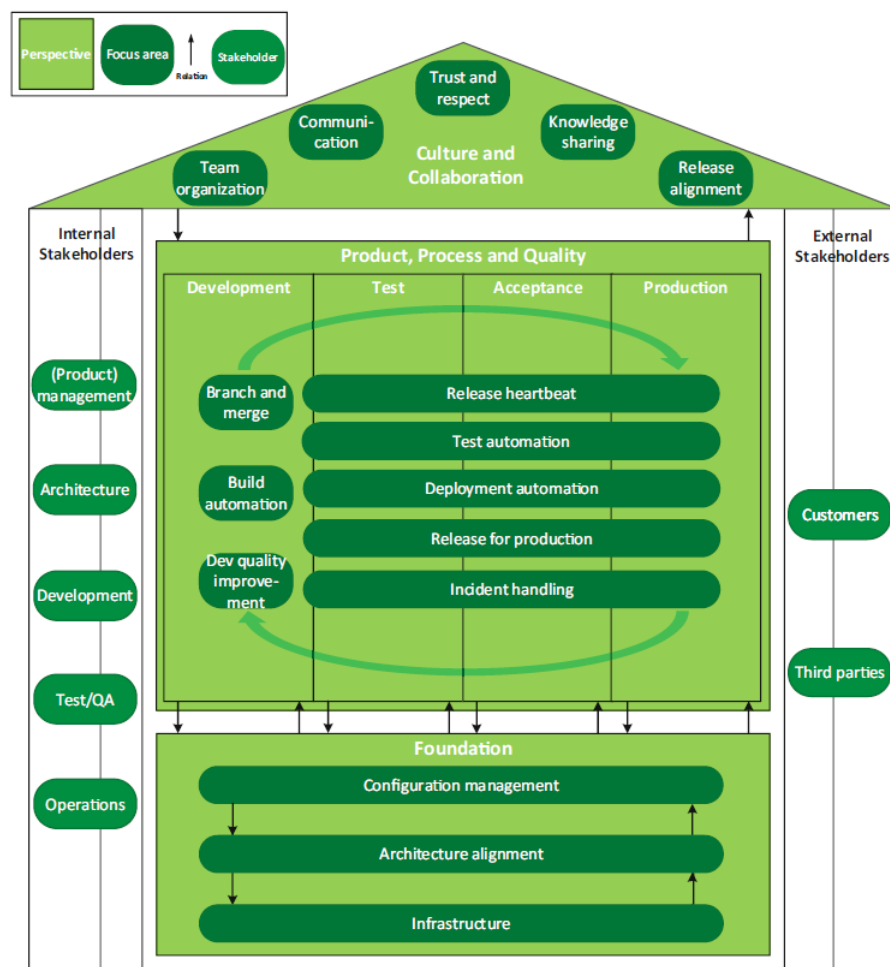 Perspective
Focus area
Relation
Stakeholder
Trust and
respect
Communi-
cation
Knowledge
sharing
Culture and
Collaboration
Team
organization
Release
alignment
Internal
Stakeholders
External
Stakeholders
Product, Process and Quality
Development
Test
Acceptance
Production
(Product)
management
Architecture
Development
Test/QA
Operations
Branch and
merge
Build
automation
Dev quality
improve-
ment
Release heartbeat
Test automation
Deployment automation
Release for production
Incident handling
Customers
Third parties
Foundation
Configuration management
Architecture alignment
Infrastructure